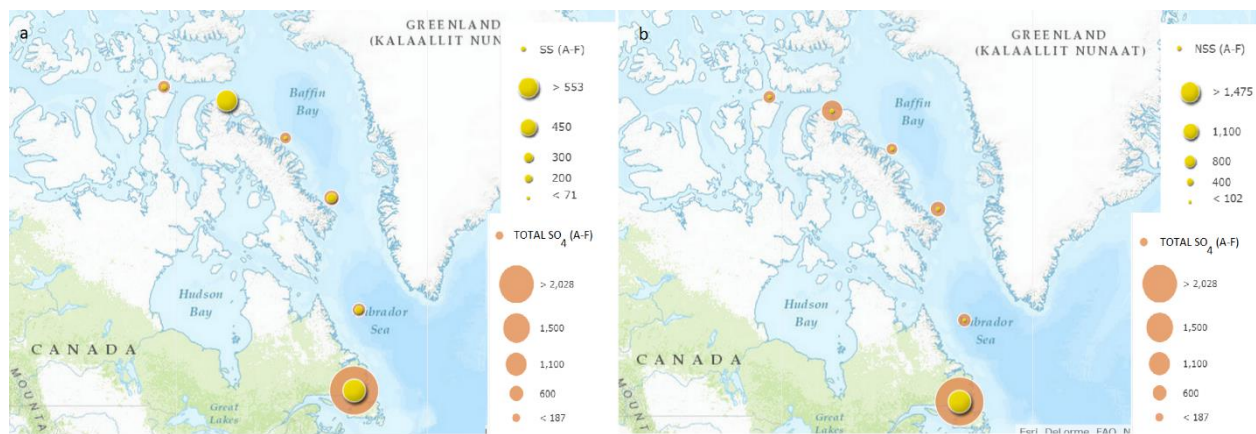 a
GREENLAND
(KALAALLIT NUN
Baffin
Bay
Hudson
Bay
brador
Sea
CANADA
MOUNTA
Great
Lakes
SS (A-F)
> 553
450
300
200
< 71
TOTAL SO4 (A-F)
> 2,028
1,500
1,100
600
< 187
b
GREENLAND
(KALAALLIT NUNAAT)
Baffin
Bay
Hudson
Bay
brador
Sea
CANADA
MOUNT
Great
Lakes
Esri, DeLorme, FAO, N
NSS (A-F)
> 1,475
1,100
800
400
< 102
TOTAL SO4 (A-F)
> 2,028
1,500
1,100
600
< 187